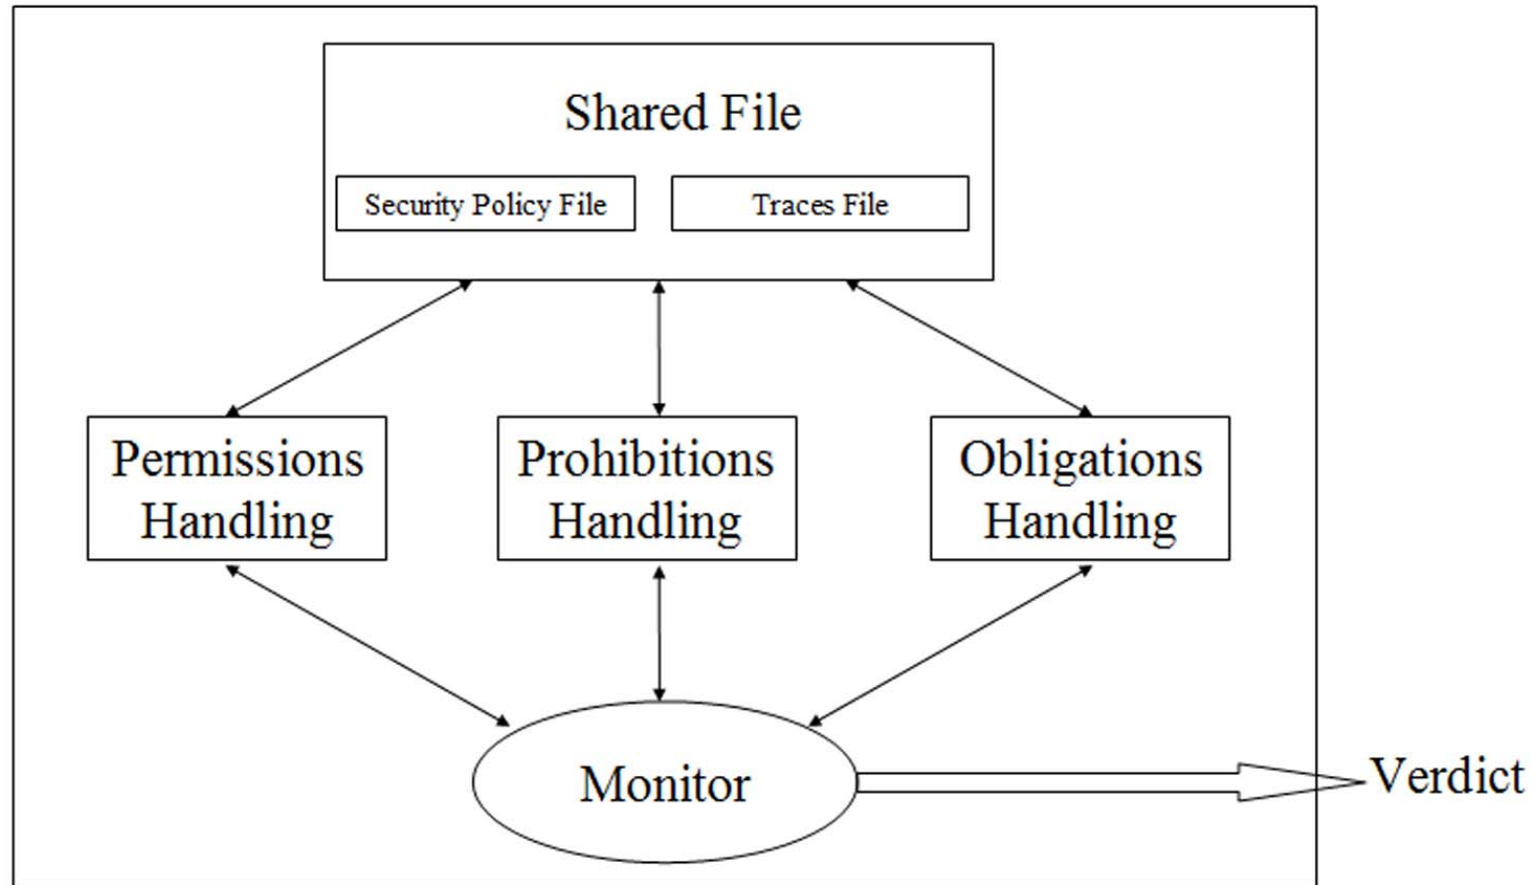 Shared File
Security Policy File
Traces File
Permissions
Handling
Prohibitions
Handling
Obligations
Handling
Monitor
Verdict